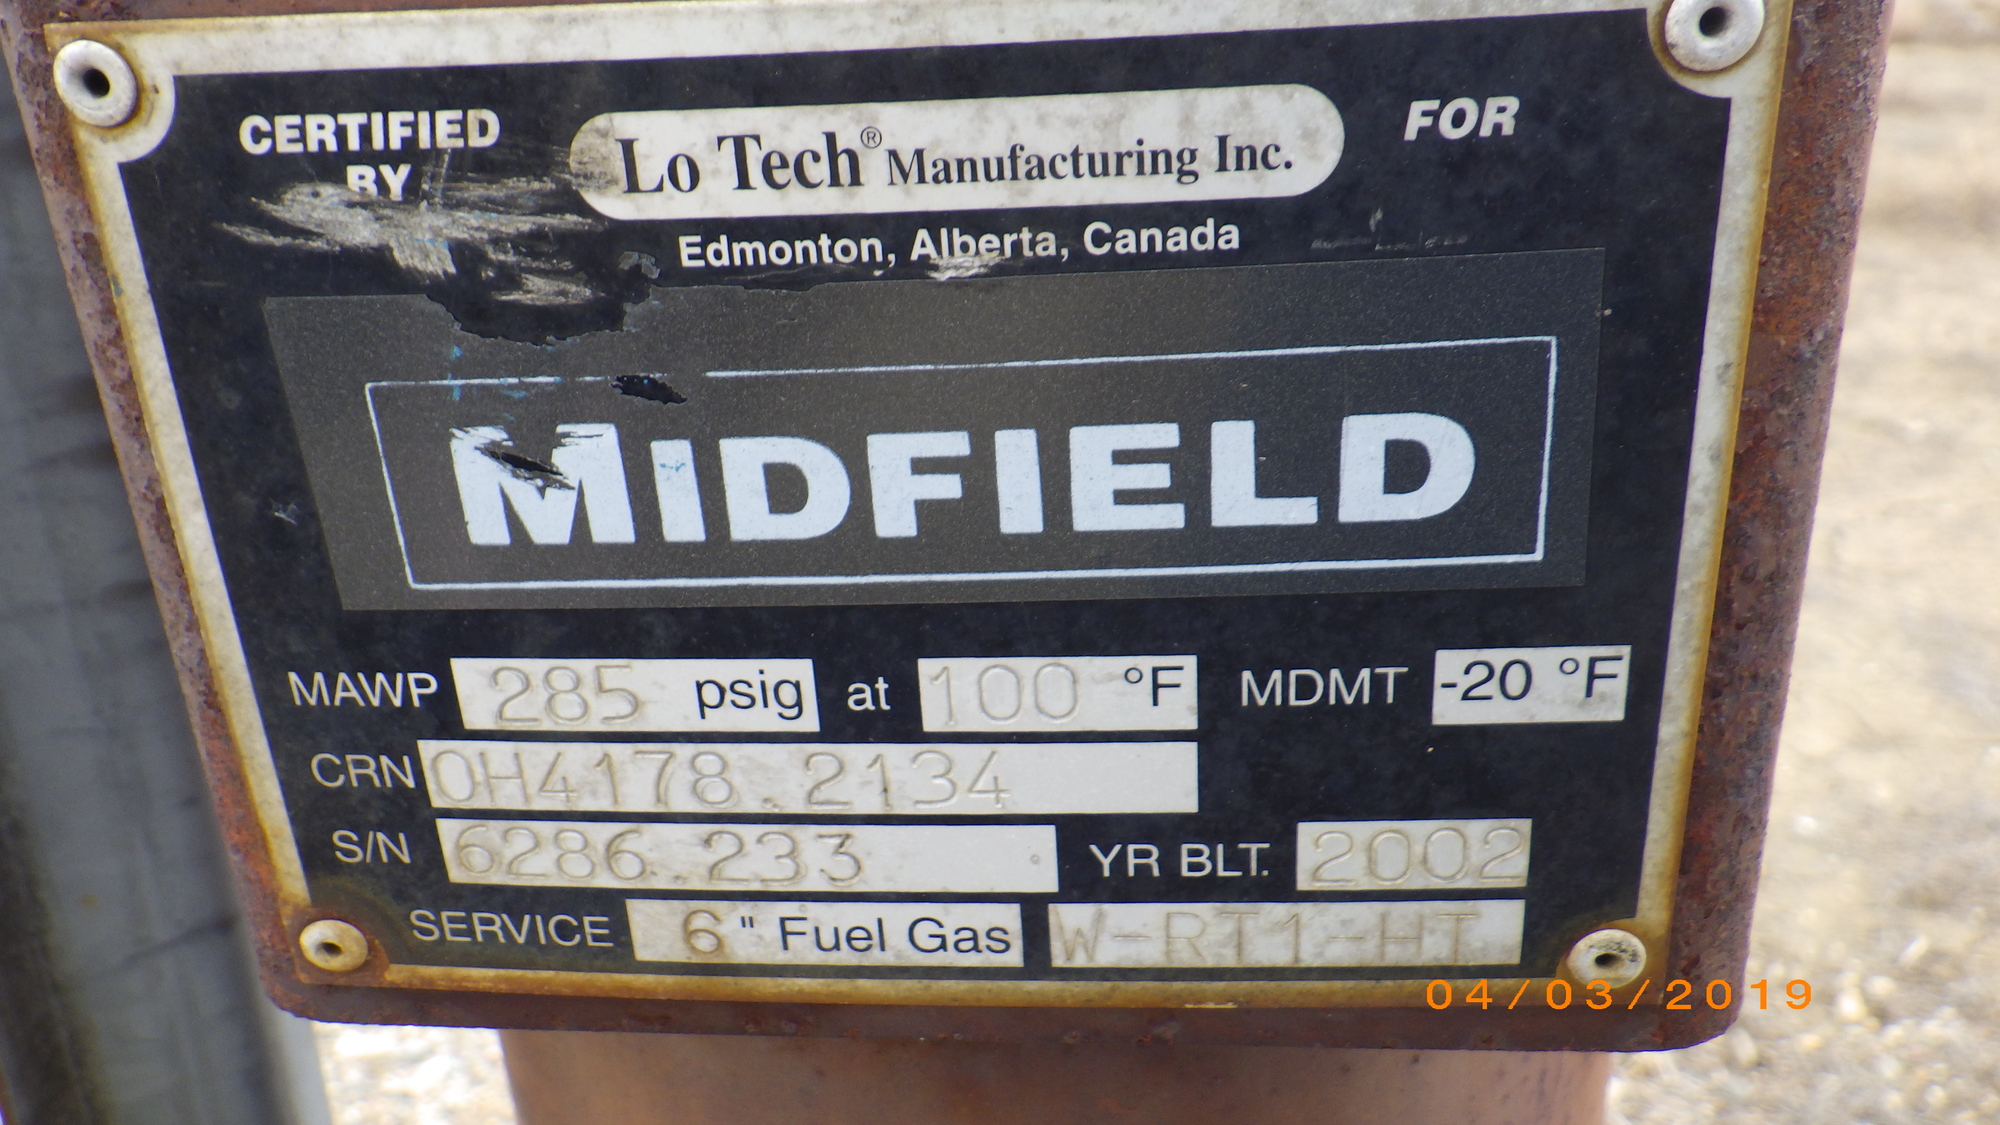 CERTIFIED BY Lo Tech® Manufacturing Inc. FOR
Edmonton, Alberta, Canada
MIDFIELD
MAWP 285 psig at 100 °F MDMT -20 °F
CRN 0H4178.2134
S/N 6286.233 YR BLT. 2002
SERVICE 6" Fuel Gas W-RT1-HT
04/03/2019